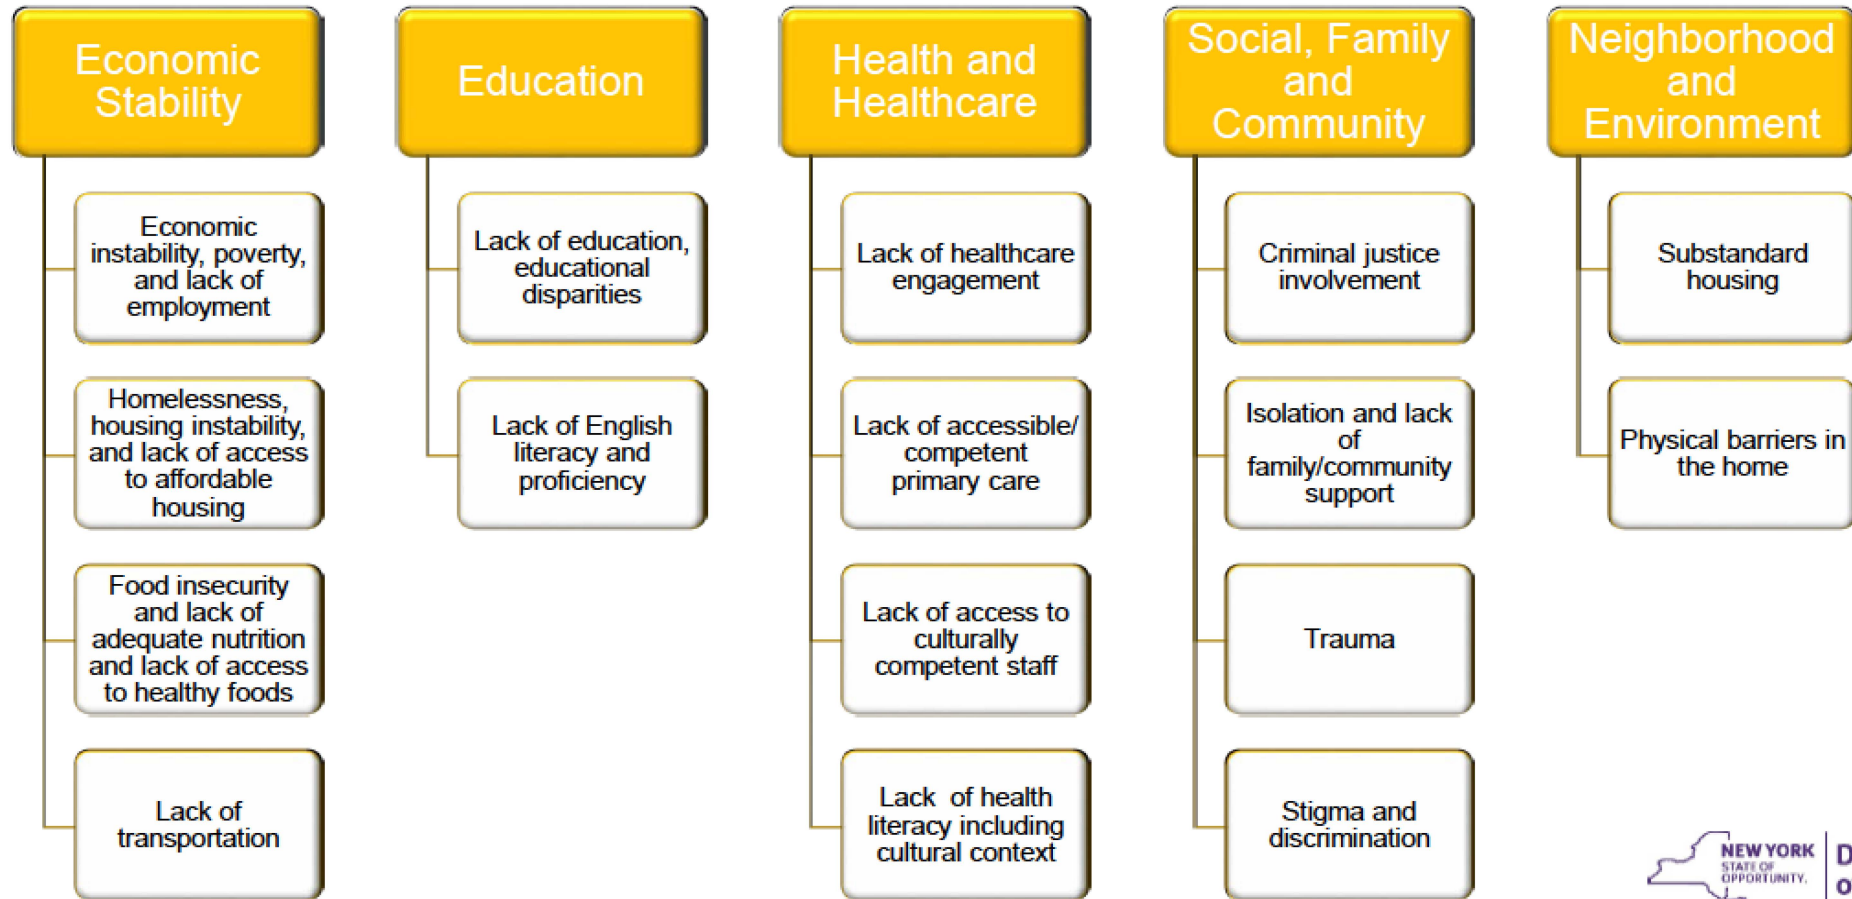 Economic
Stability
Economic
instability, poverty,
and lack of
employment
Homelessness,
housing instability,
and lack of access
to affordable
housing
Food insecurity
and lack of
adequate nutrition
and lack of access
to healthy foods
Lack of
transportation
Education
Lack of education,
educational
disparities
Lack of English
literacy and
proficiency
Health and
Healthcare
Lack of healthcare
engagement
Lack of accessible/
competent
primary care
Lack of access to
culturally
competent staff
Lack of health
literacy including
cultural context
Social, Family
and
Community
Criminal justice
involvement
Isolation and lack
of
family/community
support
Trauma
Stigma and
discrimination
Neighborhood
and
Environment
Substandard
housing
Physical barriers in
the home
NEW YORK
STATE OF
OPPORTUNITY.